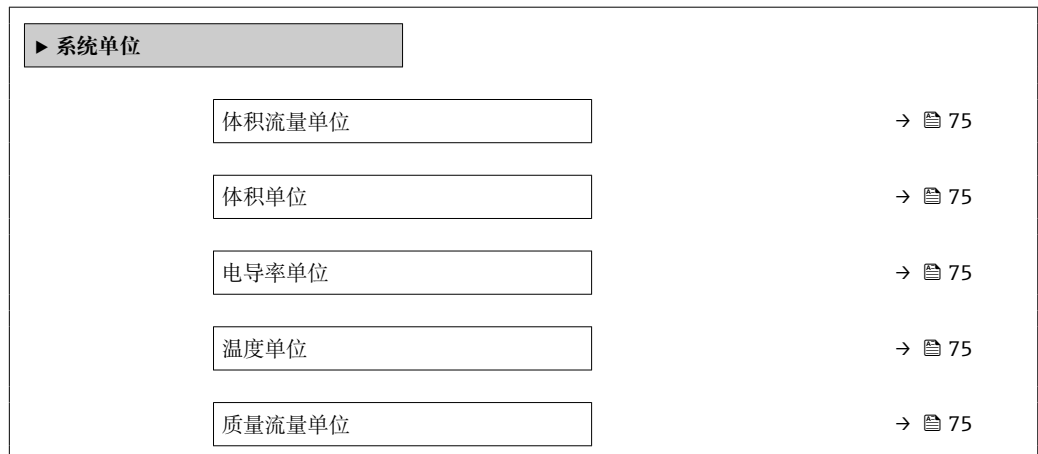 ▶ 系统单位
体积流量单位 → 75
体积单位 → 75
电导率单位 → 75
温度单位 → 75
质量流量单位 → 75